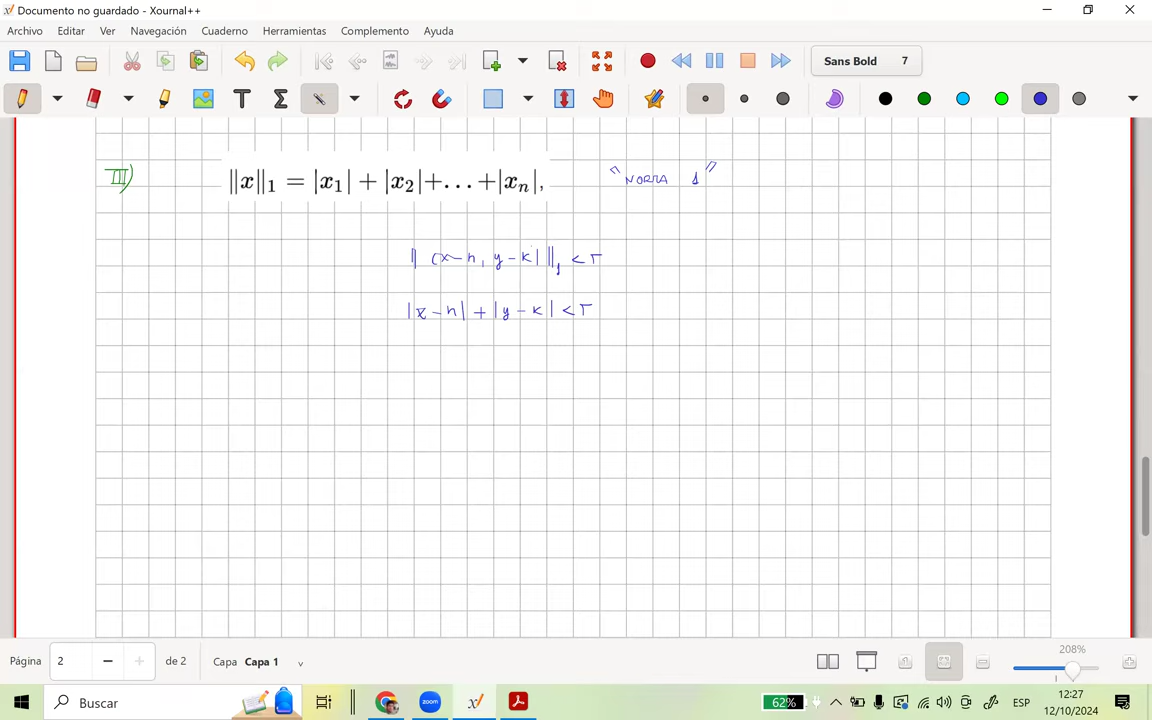 Documento no guardado - Xournal++
Archivo Editar Ver Navegación Cuaderno Herramientas Complemento Ayuda
Sans Bold 7
III) ‖x‖₁ = |x₁| + |x₂|+…+|xₙ|, "NORMA 1"
‖ (x-h, y-k| ‖₁ < r
|x-h| + |y-k| < r
Página 2 de 2 Capa Capa 1 208%
Buscar 62% ESP 12:27
12/10/2024